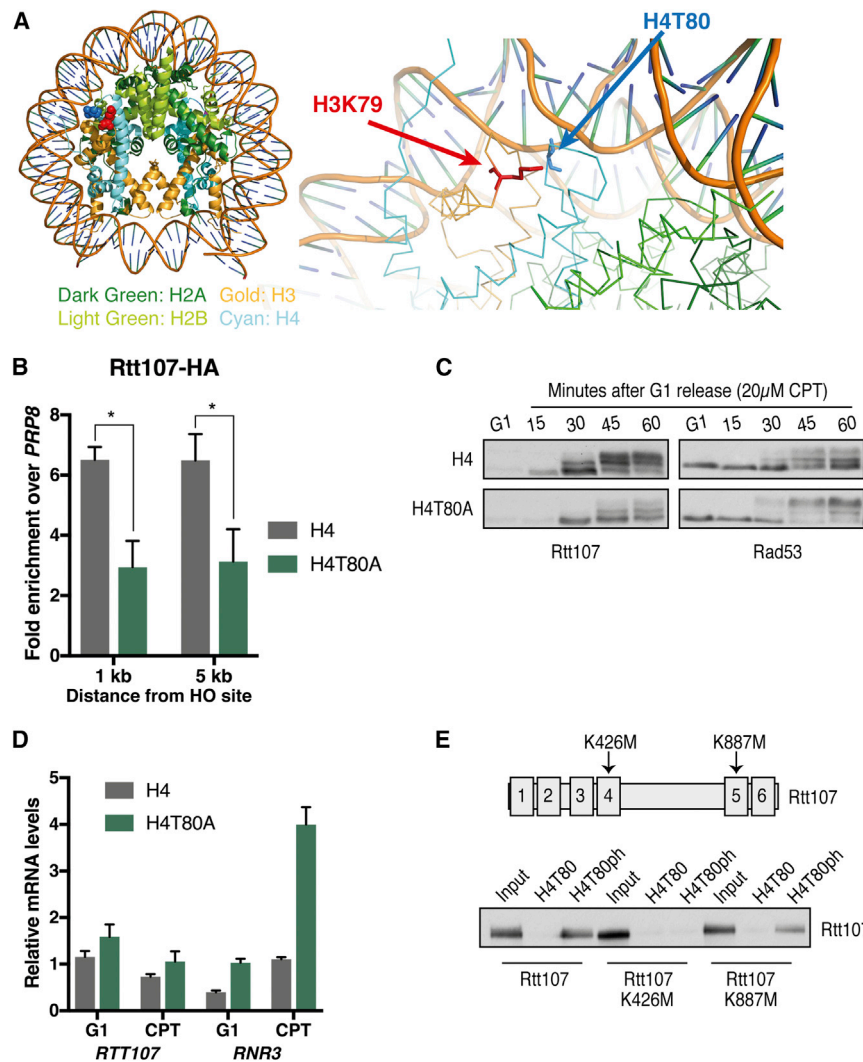 A
H4T80
H3K79
Dark Green: H2A Gold: H3
Light Green: H2B Cyan: H4
B
Rtt107-HA
Fold enrichment over PRP8
8
6
4
2
0
*
*
1 kb
5 kb
Distance from HO site
H4
H4T80A
C
Minutes after G1 release (20µM CPT)
G1 15 30 45 60 G1 15 30 45 60
H4
H4T80A
Rtt107
Rad53
D
Relative mRNA levels
5
4
3
2
1
0
H4
H4T80A
G1 CPT G1 CPT
RTT107 RNR3
E
K426M K887M
1 2 3 4 5 6 Rtt107
Input H4T80 H4T80ph Input H4T80 H4T80ph Input H4T80 H4T80ph
Rtt107 Rtt107 Rtt107
K426M K887M